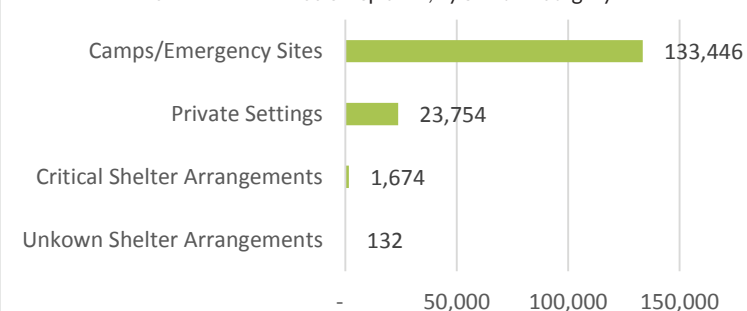 Camps/Emergency Sites 133,446
Private Settings 23,754
Critical Shelter Arrangements 1,674
Unkown Shelter Arrangements 132
- 50,000 100,000 150,000